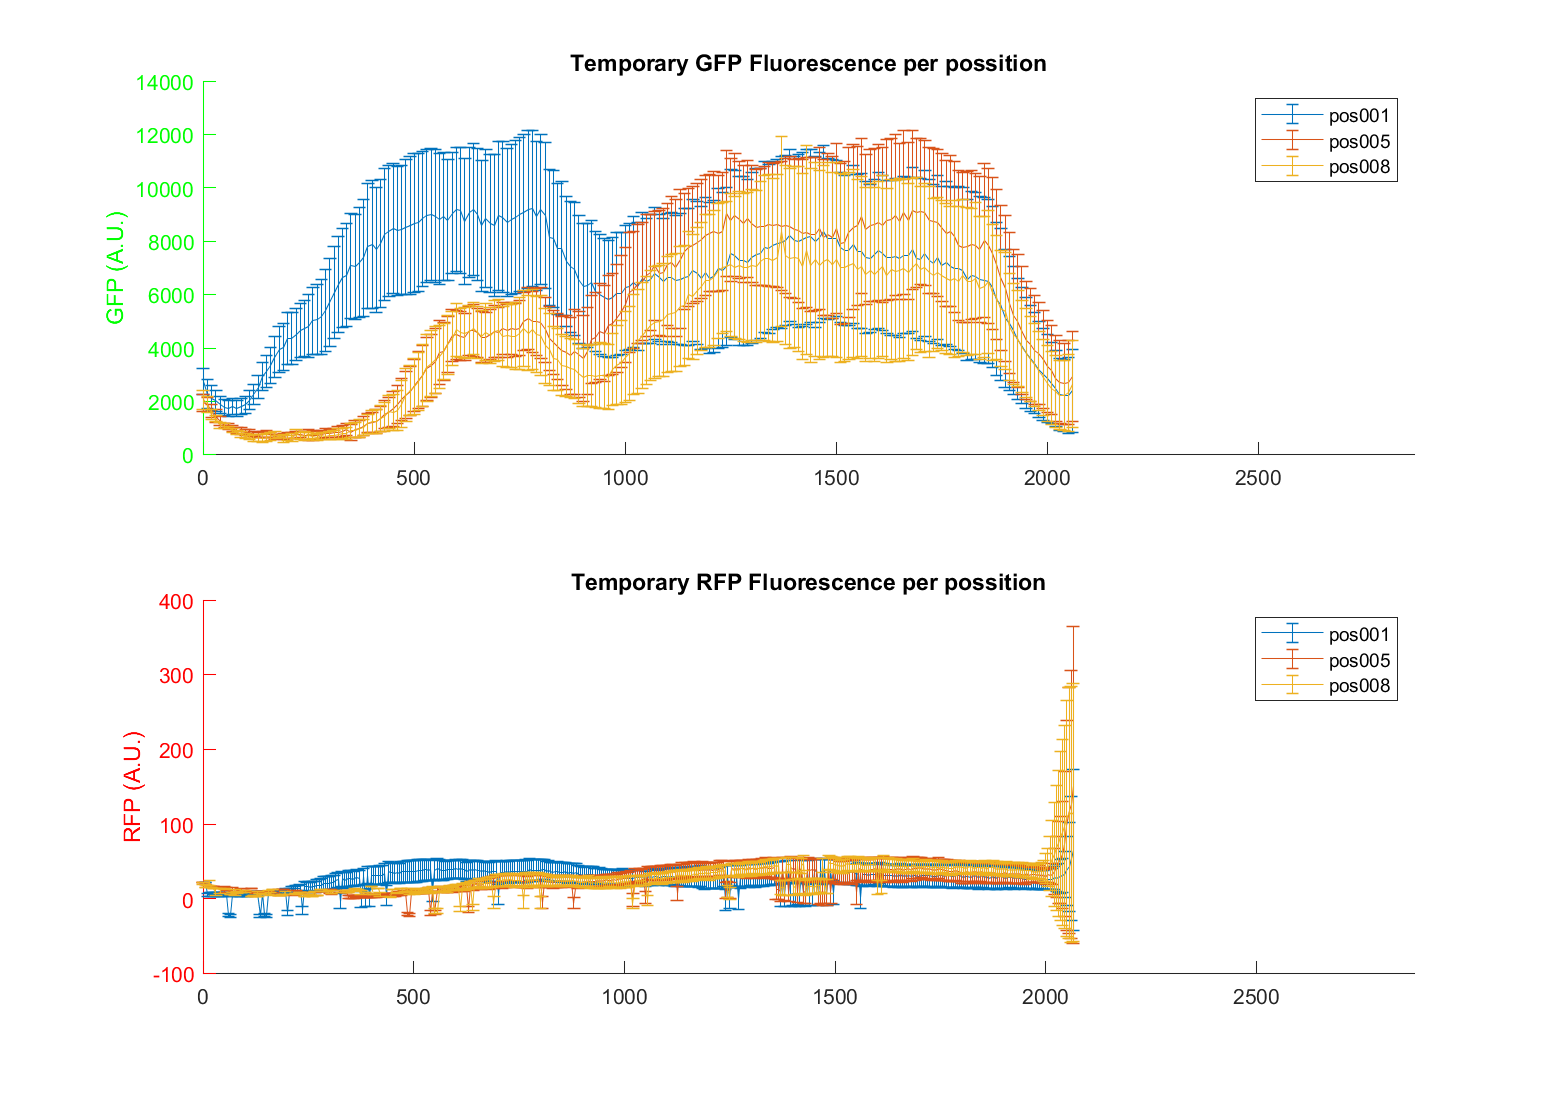 Temporary GFP Fluorescence per possition
14000
12000
10000
8000
6000
4000
2000
0
GFP (A.U.)
0 500 1000 1500 2000 2500
pos001
pos005
pos008
Temporary RFP Fluorescence per possition
400
300
200
100
0
-100
RFP (A.U.)
0 500 1000 1500 2000 2500
pos001
pos005
pos008